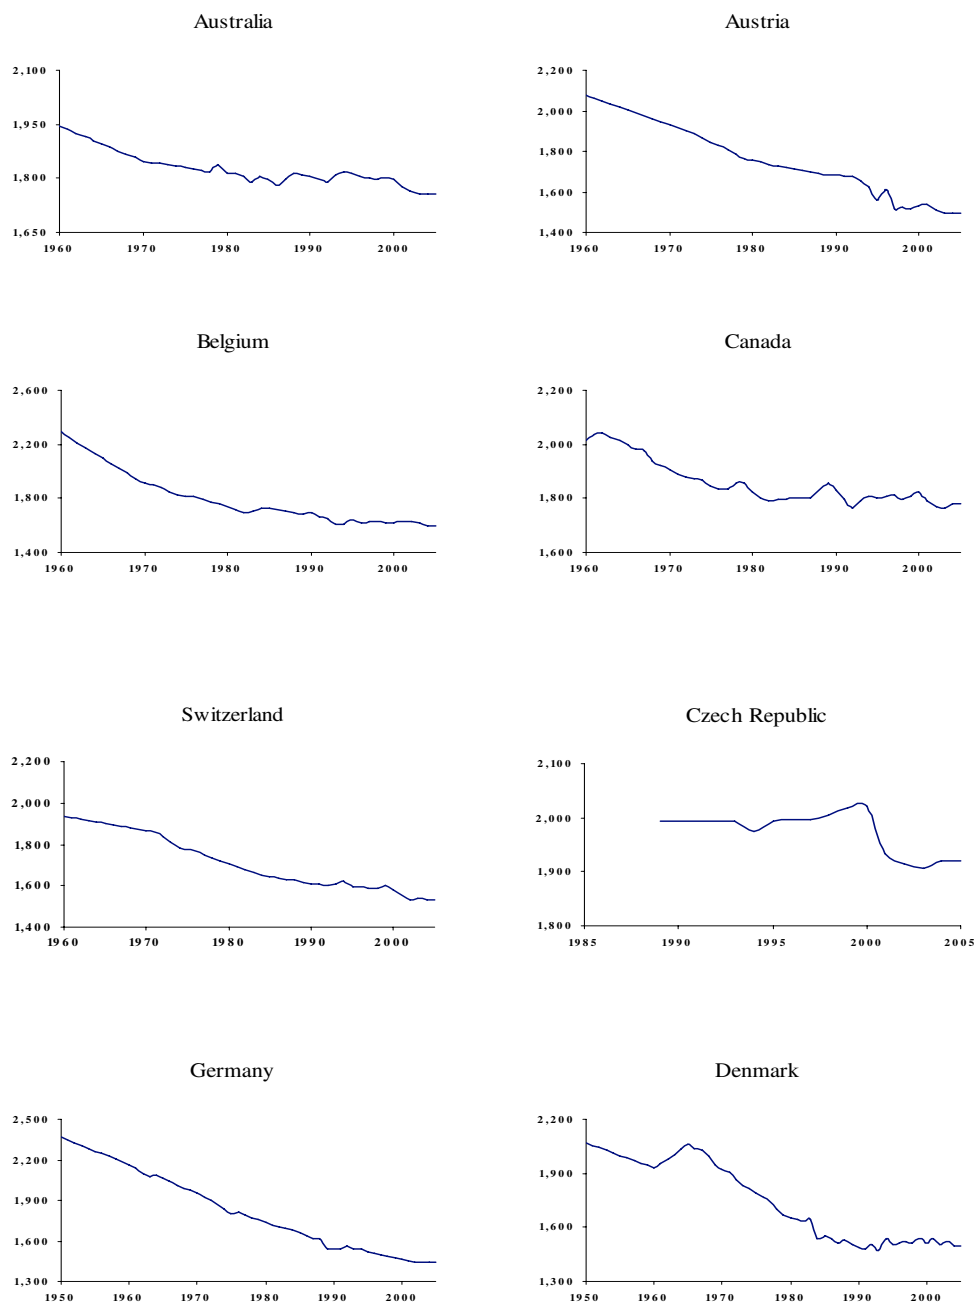 Australia
Austria
2,100
1,950
1,800
1,650
1960 1970 1980 1990 2000
2,200
2,000
1,800
1,600
1,400
1960 1970 1980 1990 2000
Belgium
Canada
2,600
2,200
1,800
1,400
1960 1970 1980 1990 2000
2,200
2,000
1,800
1,600
1960 1970 1980 1990 2000
Switzerland
Czech Republic
2,200
2,000
1,800
1,600
1,400
1960 1970 1980 1990 2000
2,100
2,000
1,900
1,800
1985 1990 1995 2000 2005
Germany
Denmark
2,500
2,200
1,900
1,600
1,300
1950 1960 1970 1980 1990 2000
2,200
1,900
1,600
1,300
1950 1960 1970 1980 1990 2000